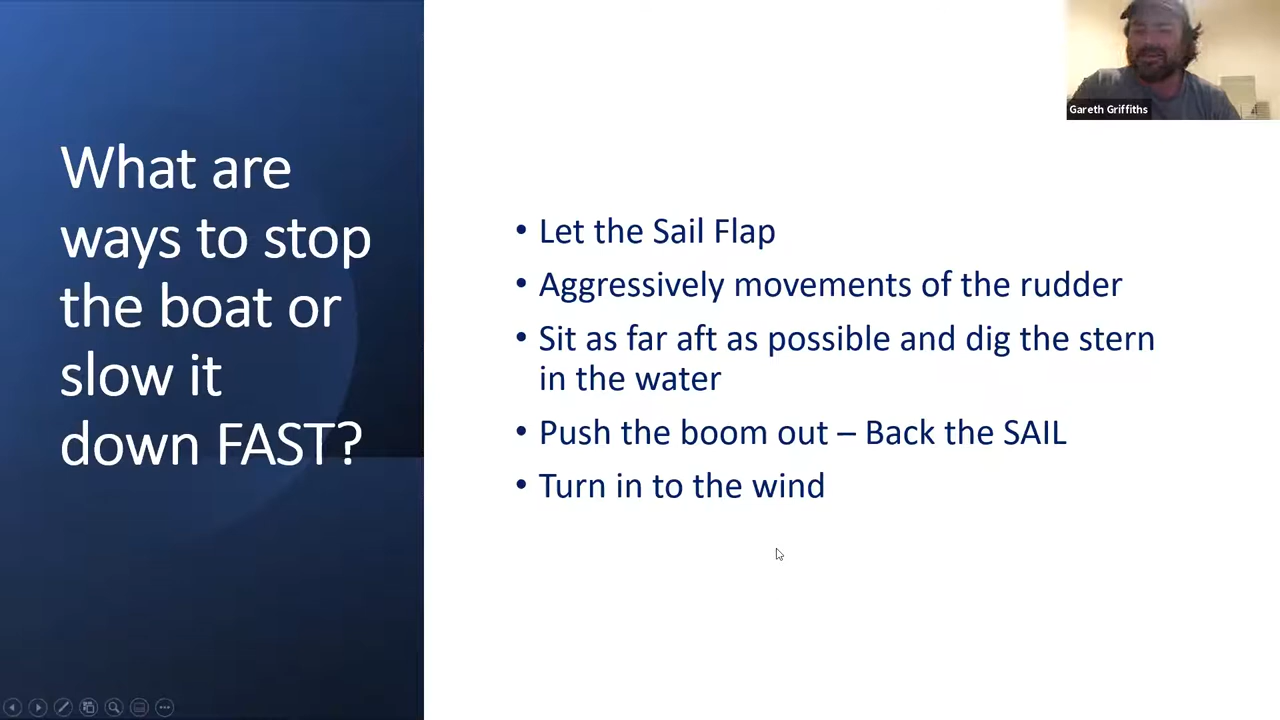 What are
ways to stop
the boat or
slow it
down FAST?
• Let the Sail Flap
• Aggressively movements of the rudder
• Sit as far aft as possible and dig the stern
in the water
• Push the boom out – Back the SAIL
• Turn in to the wind
Gareth Griffiths